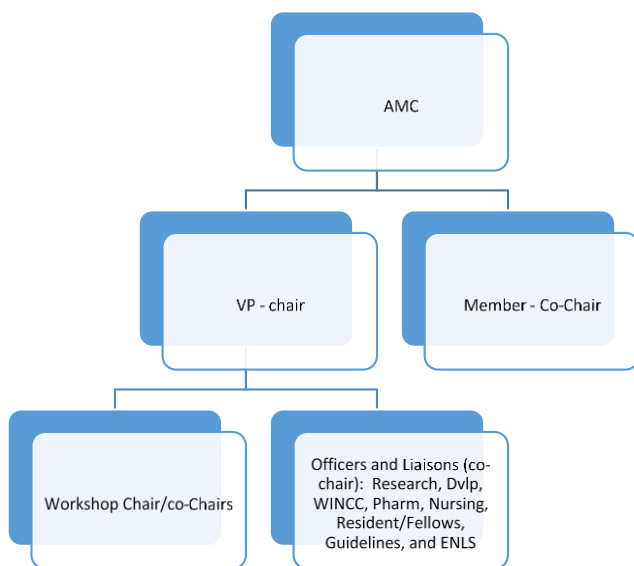 AMC
VP - chair
Member - Co-Chair
Workshop Chair/co-Chairs
Officers and Liaisons (co-
chair):  Research, Dvlp,
WINCC, Pharm, Nursing,
Resident/Fellows,
Guidelines, and ENLS